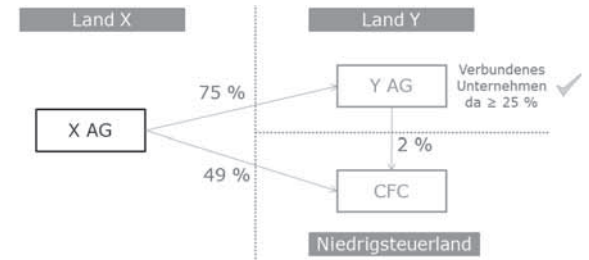 Land X
Land Y
75 %
Y AG
Verbundenes
Unternehmen
da ≥ 25 %
X AG
2 %
49 %
CFC
Niedrigsteuerland